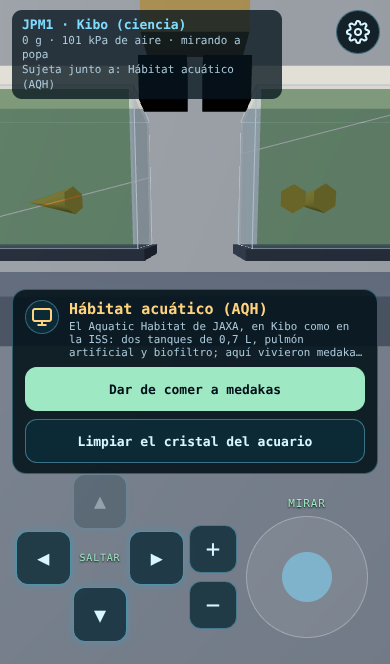 JPM1 · Kibo (ciencia)
0 g · 101 kPa de aire · mirando a
popa
Sujeta junto a: Hábitat acuático
(AQH)
Hábitat acuático (AQH)
El Aquatic Habitat de JAXA, en Kibo como en
la ISS: dos tanques de 0,7 L, pulmón
artificial y biofiltro; aquí vivieron medaka…
Dar de comer a medakas
Limpiar el cristal del acuario
MIRAR
SALTAR